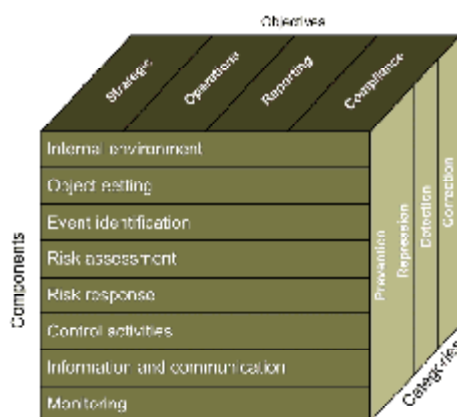 Objectives
Strategic
Operations
Reporting
Compliance
Components
Internal environment
Object setting
Event identification
Risk assessment
Risk response
Control activities
Information and communication
Monitoring
Prevention
Repression
Detection
Correction
Categories